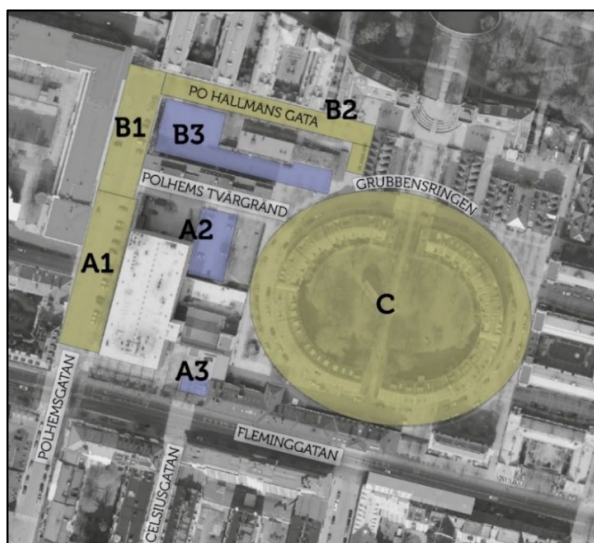 B2
PO HALLMANS GATA
B1
B3
GRUBBENSRINGEN
POLHEMS TVÄRGRAND
A2
A1
C
A3
POLHEMSGATAN
FLEMINGGATAN
CELSIUSGATAN